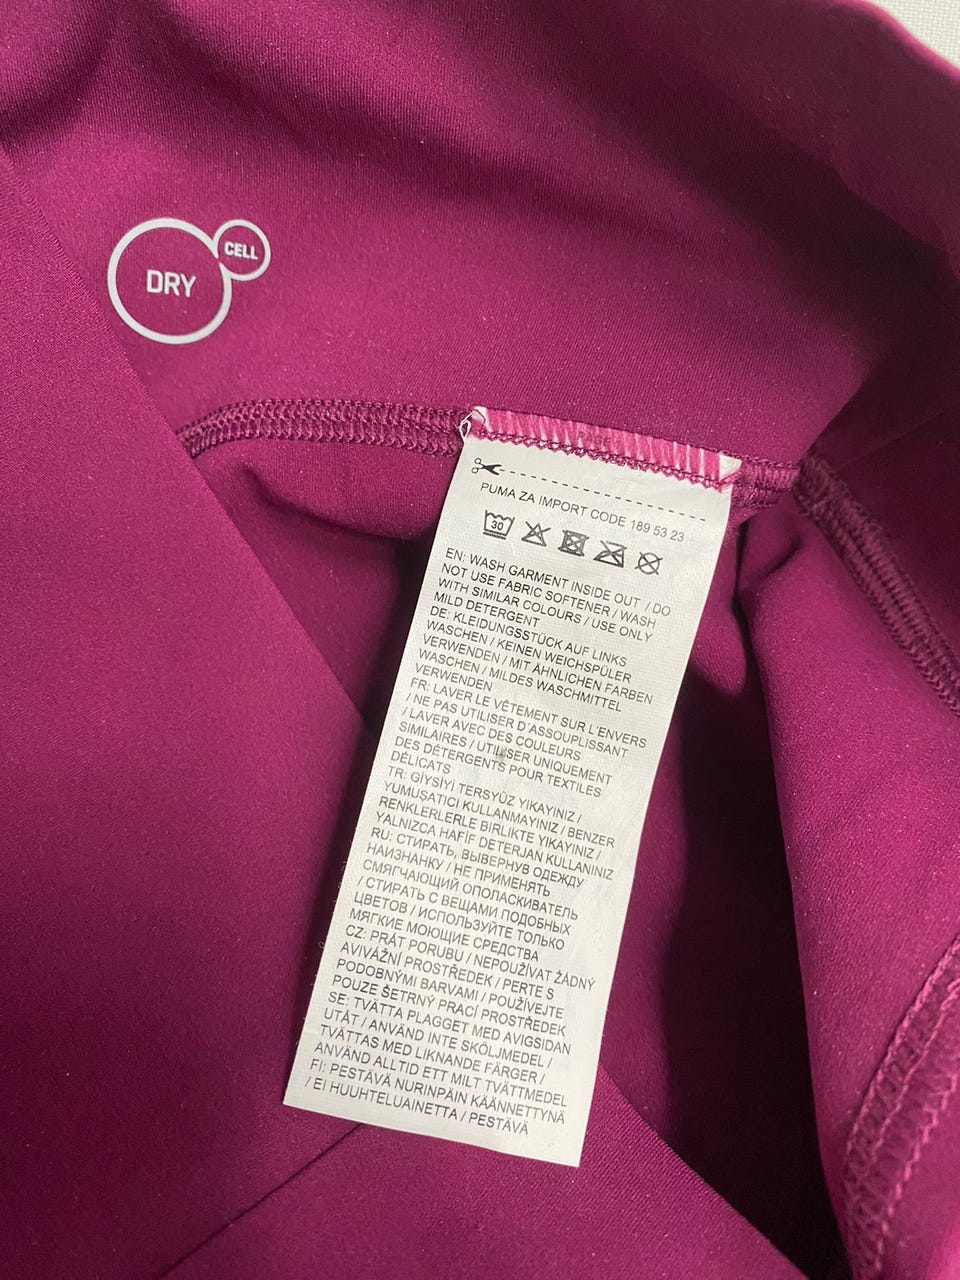 DRY
CELL
PUMA ZA IMPORT CODE 189 53 23
30
EN: WASH GARMENT INSIDE OUT / DO
NOT USE FABRIC SOFTENER / WASH
WITH SIMILAR COLOURS / USE ONLY
MILD DETERGENT
DE: KLEIDUNGSSTÜCK AUF LINKS
WASCHEN / KEINEN WEICHSPÜLER
VERWENDEN / MIT ÄHNLICHEN FARBEN
WASCHEN / MILDES WASCHMITTEL
VERWENDEN
FR: LAVER LE VÊTEMENT SUR L'ENVERS
/ NE PAS UTILISER D'ASSOUPLISSANT
/ LAVER AVEC DES COULEURS
SIMILAIRES / UTILISER UNIQUEMENT
DES DÉTERGENTS POUR TEXTILES
DÉLICATS
TR: GİYSİYİ TERSYÜZ YIKAYINIZ /
YUMUŞATICI KULLANMAYINIZ / BENZER
RENKLERLERLE BIRLIKTE YIKAYINIZ /
YALNIZCA HAFİF DETERJAN KULLANINIZ
RU: СТИРАТЬ, ВЫВЕРНУВ ОДЕЖДУ
НАИЗНАНКУ / НЕ ПРИМЕНЯТЬ
СМЯГЧАЮЩИЙ ОПОЛАСКИВАТЕЛЬ
/ СТИРАТЬ С ВЕЩАМИ ПОДОБНЫХ
ЦВЕТОВ / ИСПОЛЬЗУЙТЕ ТОЛЬКО
МЯГКИЕ МОЮЩИЕ СРЕДСТВА
CZ: PRÁT PORUBU / NEPOUŽÍVAT ŽÁDNÝ
AVIVÁŽNÍ PROSTŘEDEK / PERTE S
PODOBNÝMI BARVAMI / POUŽÍVEJTE
POUZE ŠETRNÝ PRACÍ PROSTŘEDEK
SE: TVÄTTA PLAGGET MED AVIGSIDAN
UTÅT / ANVÄND INTE SKÖLJMEDEL /
TVÄTTAS MED LIKNANDE FÄRGER /
ANVÄND ALLTID ETT MILT TVÄTTMEDEL
FI: PESTÄVÄ NURINPÄIN KÄÄNNETTYNÄ
/ EI HUUHTELUAINETTA / PESTÄVÄ